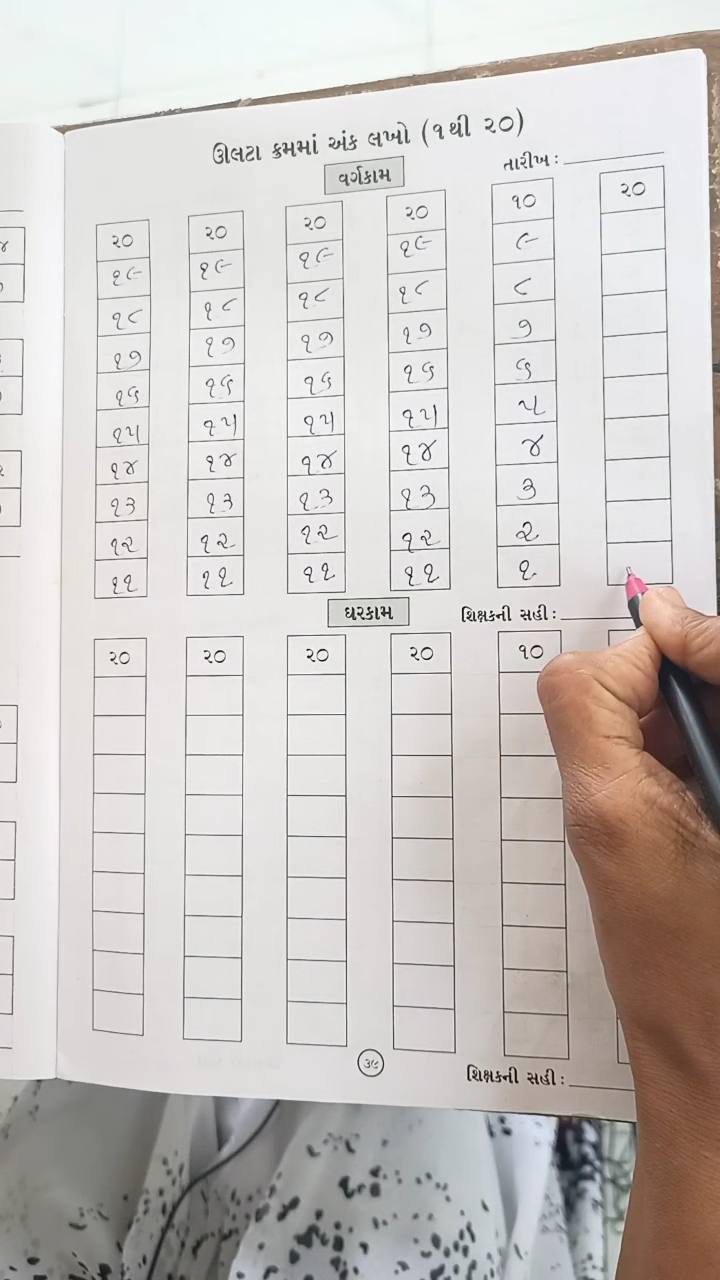 ઊલટા ક્રમમાં અંક લખો (૧થી ૨૦)
વર્ગકામ
તારીખ :
૨૦ ૨૦ ૨૦ ૨૦ ૧૦ ૨૦
૧૯ ૧૯ ૧૯ ૧૯ ૯
૧૮ ૧૮ ૧૮ ૧૮ ૮
૧૭ ૧૭ ૧૭ ૧૭ ૭
૧૬ ૧૬ ૧૬ ૧૬ ૬
૧૫ ૧૫ ૧૫ ૧૫ ૫
૧૪ ૧૪ ૧૪ ૧૪ ૪
૧૩ ૧૩ ૧૩ ૧૩ ૩
૧૨ ૧૨ ૧૨ ૧૨ ૨
૧૧ ૧૧ ૧૧ ૧૧ ૧
ઘરકામ
શિક્ષકની સહી :
૨૦ ૨૦ ૨૦ ૨૦ ૧૦
૩૯
શિક્ષકની સહી :